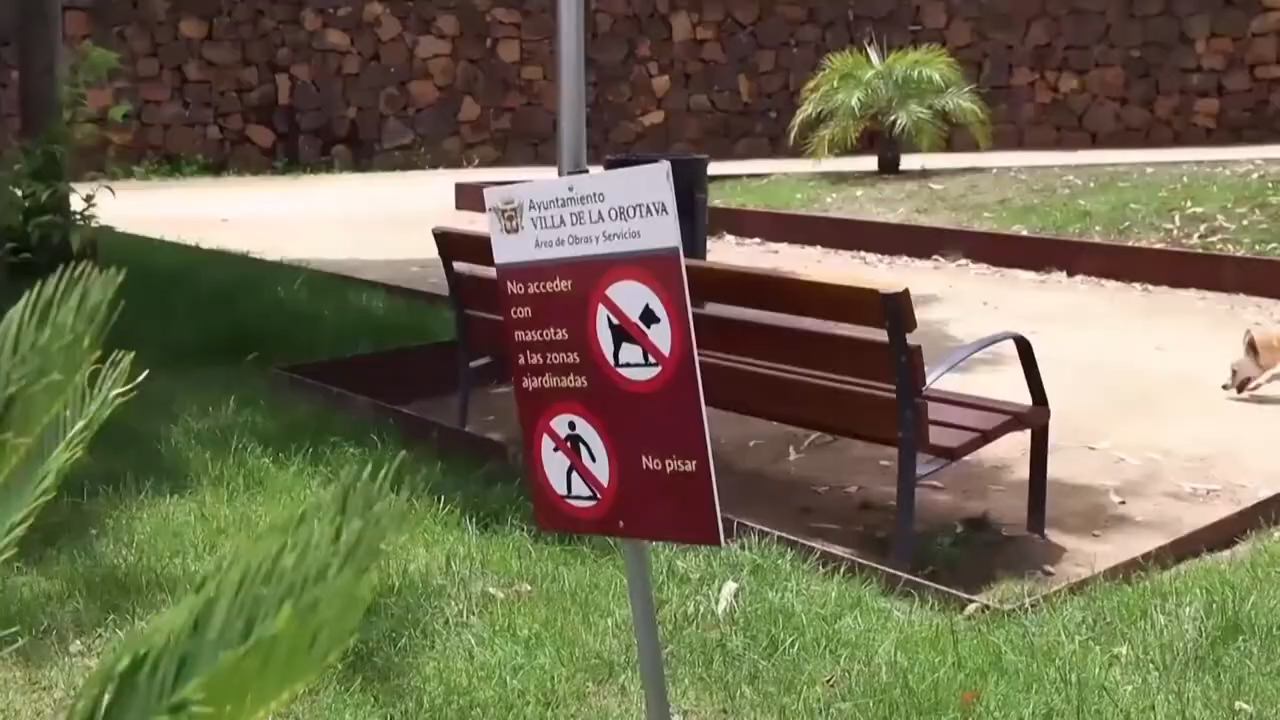 Ayuntamiento
VILLA DE LA OROTAVA
Área de Obras y Servicios
No acceder
con
mascotas
a las zonas
ajardinadas
No pisar